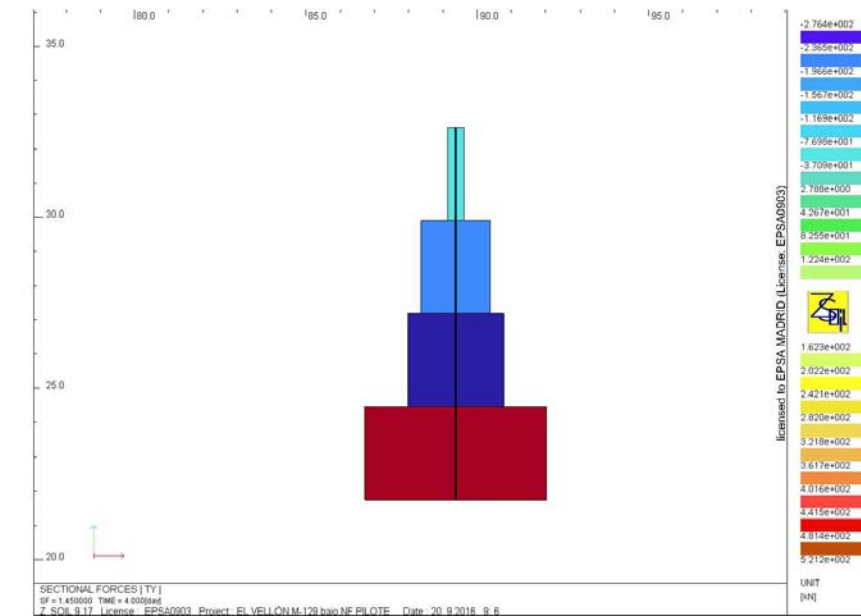 80.0 85.0 90.0 95.0
35.0
30.0
25.0
20.0
-2.764e+002
-2.365e+002
-1.966e+002
-1.567e+002
-1.169e+002
-7.698e+001
-3.709e+001
2.788e+000
4.267e+001
8.255e+001
1.224e+002
1.623e+002
2.022e+002
2.421e+002
2.820e+002
3.218e+002
3.617e+002
4.016e+002
4.415e+002
4.814e+002
5.212e+002
UNIT
[kN]
licensed to EPSA MADRID (License: EPSA0903)
SECTIONAL FORCES | TY |
SF = 1.450000 TIME = 4.000[day]
Z_SOIL 9.17 License : EPSA0903 Project : EL VELLÓN M-129 bajo NF PILOTE Date : 20 9 2016 9: 6